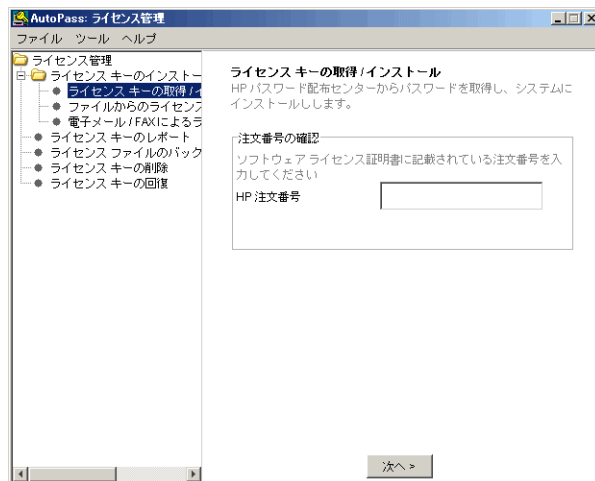 AutoPass: ライセンス管理
ファイル ツール ヘルプ
ライセンス管理
ライセンス キーのインストー
ライセンス キーの取得 / イ
ファイルからのライセンス
電子メール / FAXによるラ
ライセンス キーのレポート
ライセンス ファイルのバック
ライセンス キーの削除
ライセンス キーの回復
ライセンス キーの取得 / インストール
HP パスワード配布センターからパスワードを取得し、システムに
インストールしします。
注文番号の確認
ソフトウェア ライセンス証明書に記載されている注文番号を入
力してください
HP 注文番号
次へ >